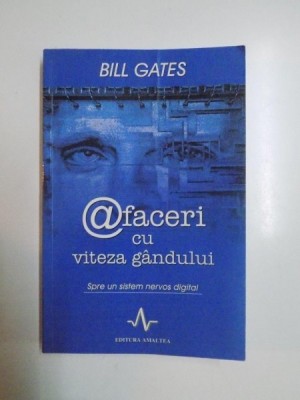 BILL GATES
@faceri
cu
viteza gândului
Spre un sistem nervos digital
EDITURA AMALTEA